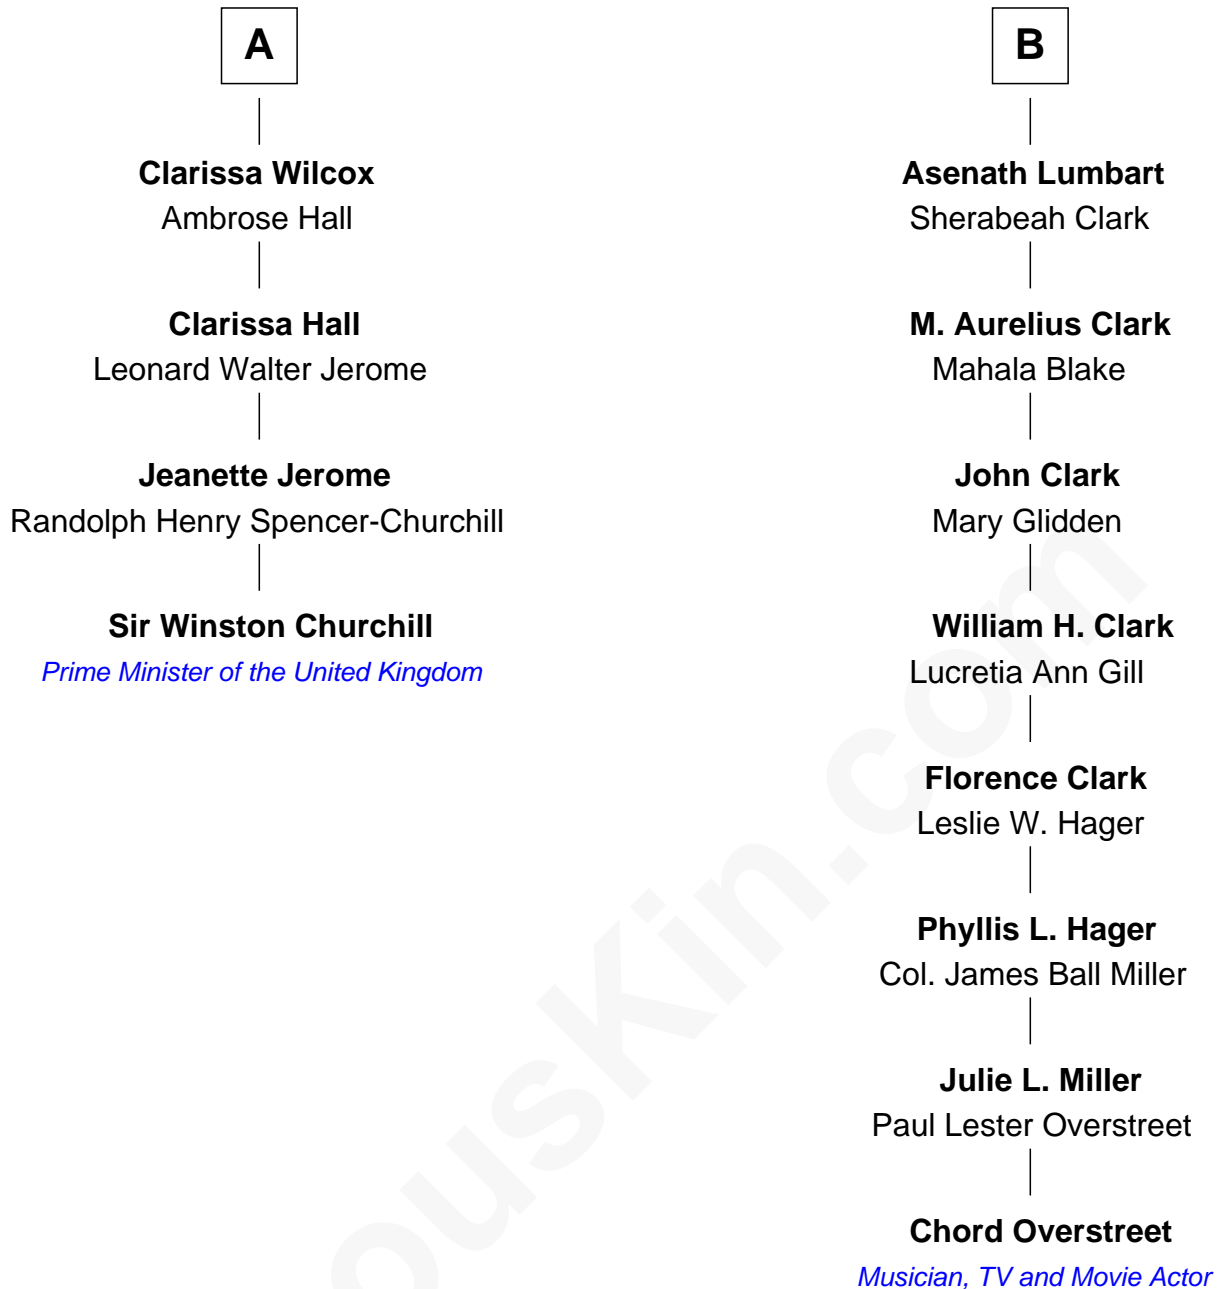 A
Clarissa Wilcox
Ambrose Hall
Clarissa Hall
Leonard Walter Jerome
Jeanette Jerome
Randolph Henry Spencer-Churchill
Sir Winston Churchill
Prime Minister of the United Kingdom
B
Asenath Lumbart
Sherabeah Clark
M. Aurelius Clark
Mahala Blake
John Clark
Mary Glidden
William H. Clark
Lucretia Ann Gill
Florence Clark
Leslie W. Hager
Phyllis L. Hager
Col. James Ball Miller
Julie L. Miller
Paul Lester Overstreet
Chord Overstreet
Musician, TV and Movie Actor
ousKin.com